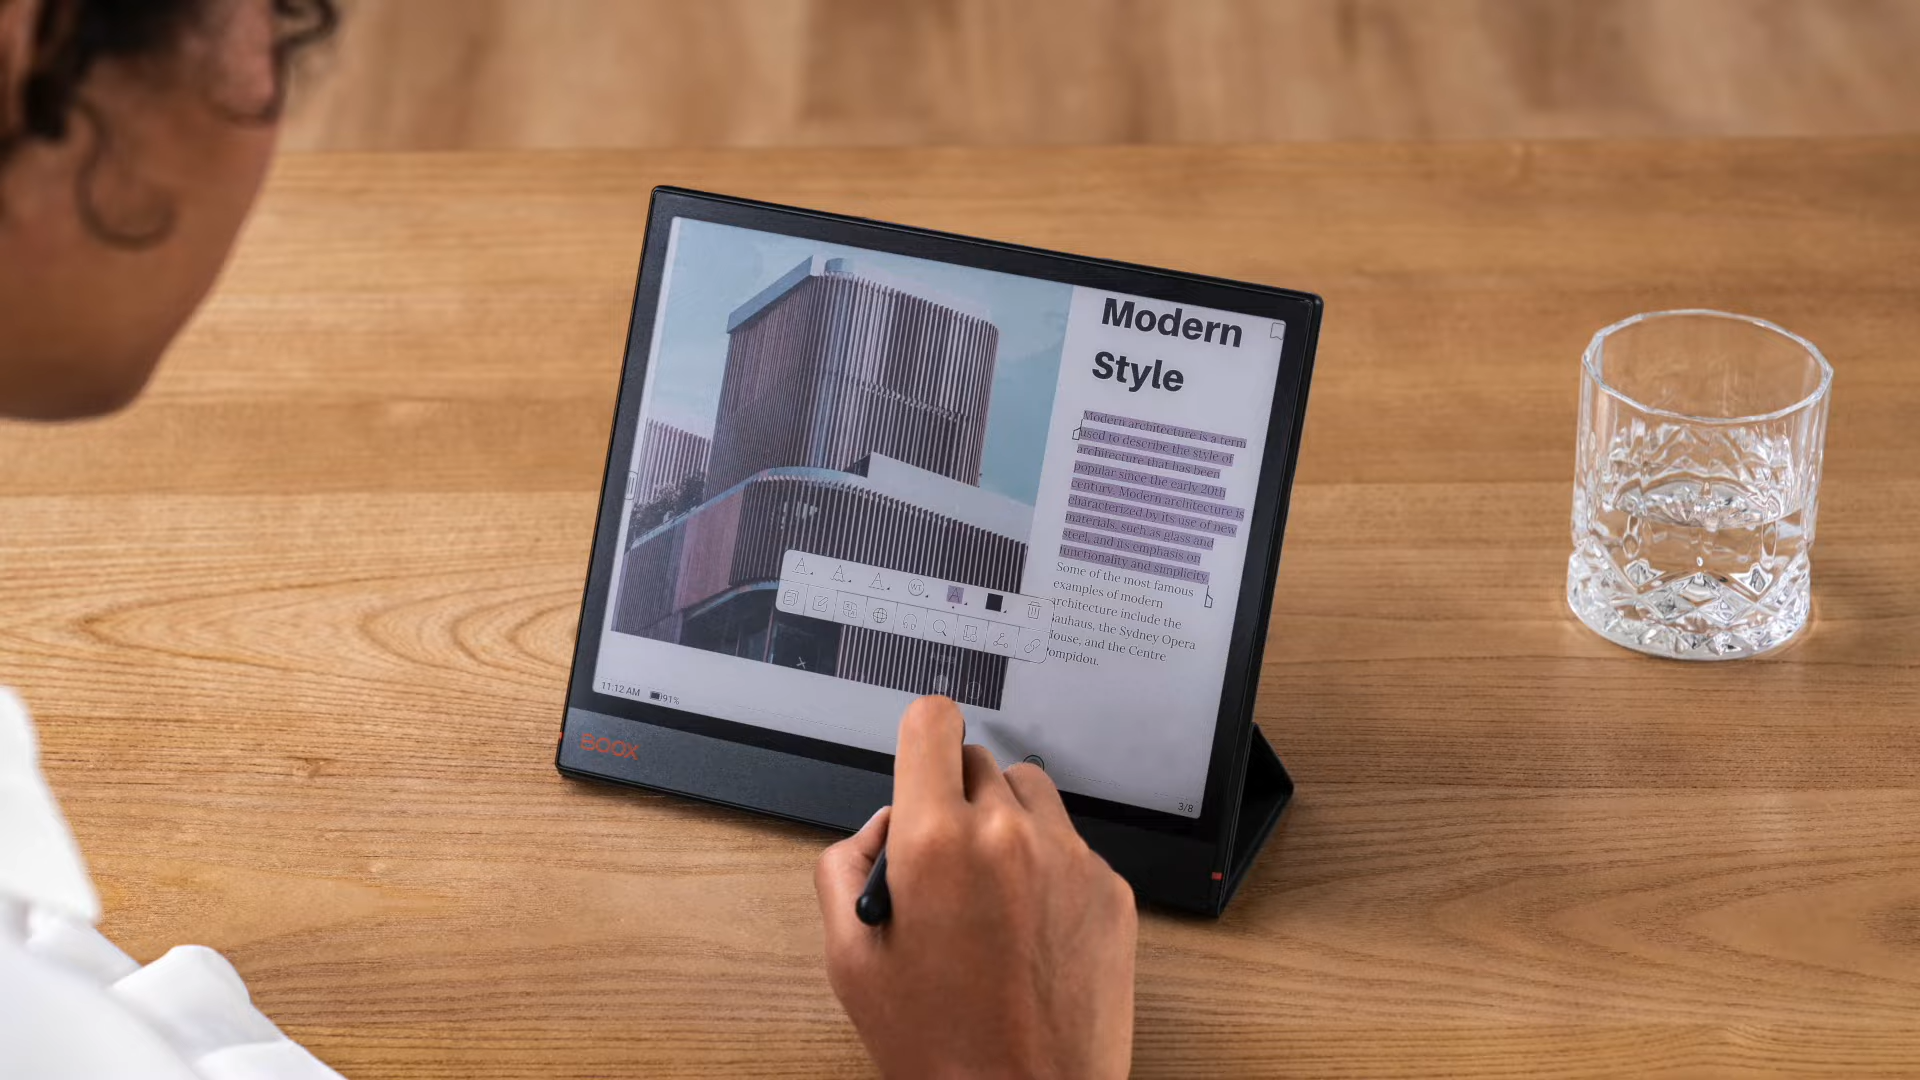 Modern
Style
Modern architecture is a term
used to describe the style of
architecture that has been
popular since the early 20th
century. Modern architecture is
characterized by its use of new
materials, such as glass and
steel, and its emphasis on
functionality and simplicity.
Some of the most famous
examples of modern
architecture include the
Bauhaus, the Sydney Opera
House, and the Centre
Pompidou.
11:12 AM 91%
3/8
BOOX